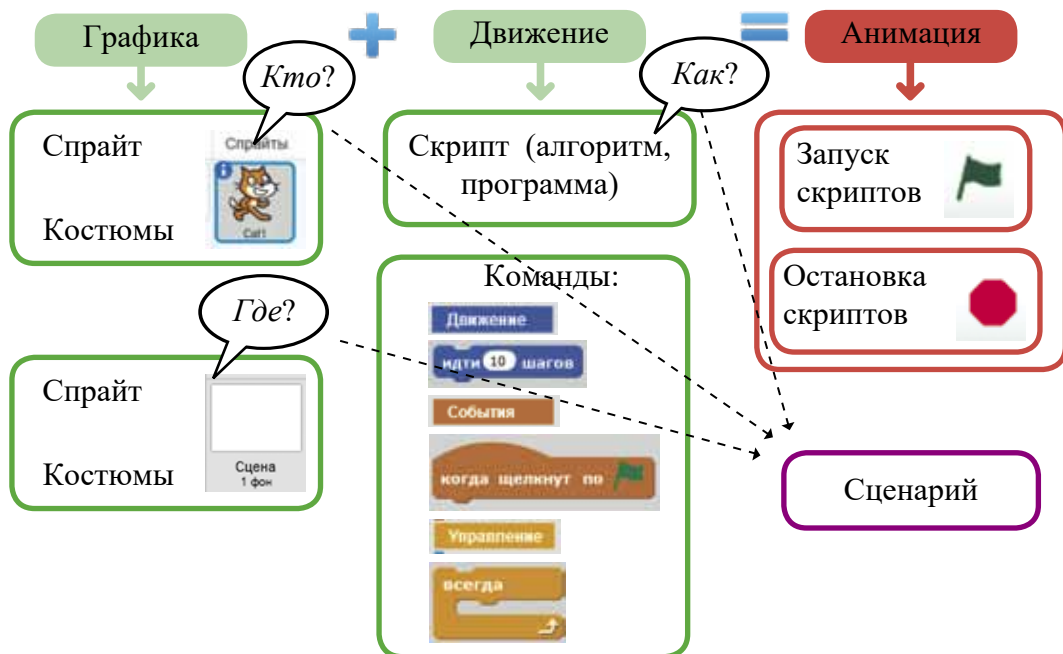 Графика
Движение
Анимация
Кто?
Как?
Спрайт
Спрайты
Cat1
Костюмы
Скрипт (алгоритм,
программа)
Запуск
скриптов
Остановка
скриптов
Где?
Спрайт
Костюмы
Сцена
1 фон
Команды:
Движение
идти 10 шагов
События
когда щелкнут по
Управление
всегда
Сценарий